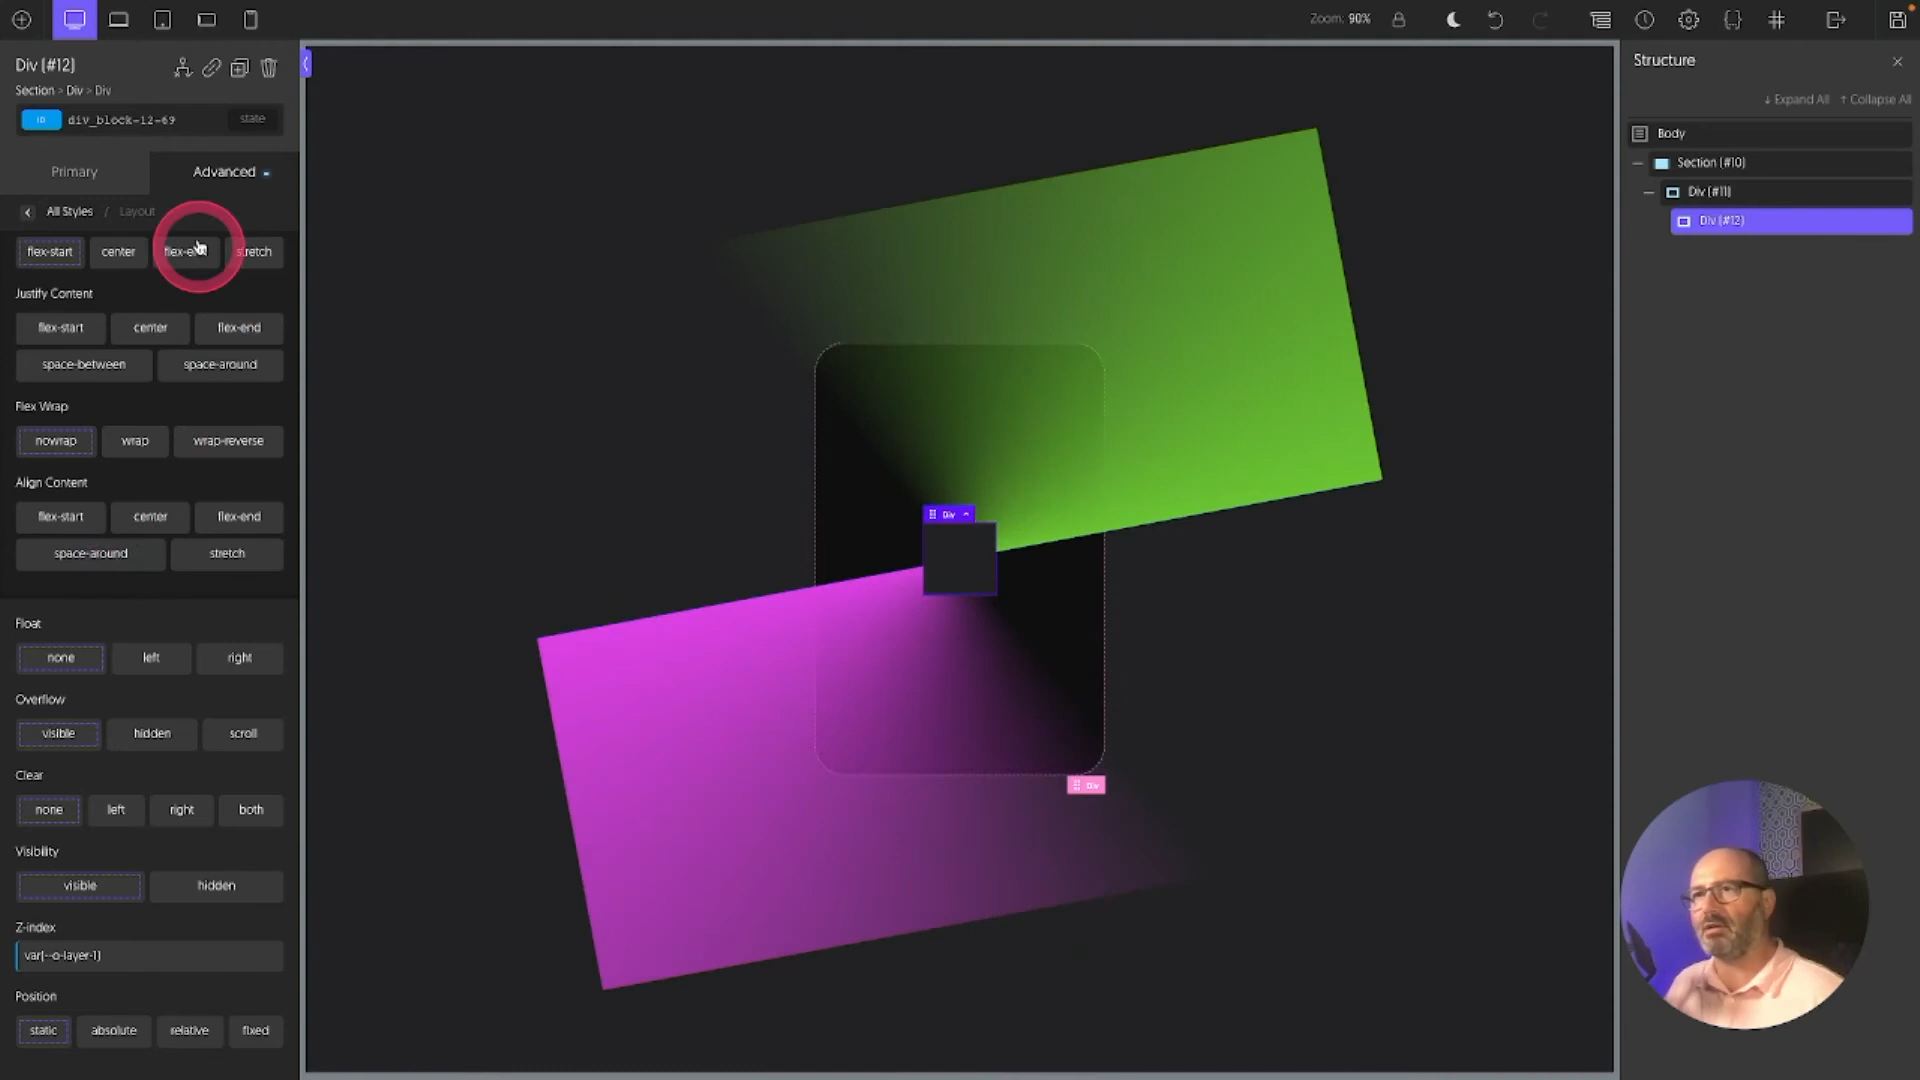 Zoom: 90%
Div (#12)
Section > Div > Div
ID div_block-12-69 state
Primary Advanced
All Styles / Layout
flex-start center flex-end stretch
Justify Content
flex-start center flex-end
space-between space-around
Flex Wrap
nowrap wrap wrap-reverse
Align Content
flex-start center flex-end
space-around stretch
Float
none left right
Overflow
visible hidden scroll
Clear
none left right both
Visibility
visible hidden
Z-index
var(--o-layer-1)
Position
static absolute relative fixed
Div
Div
Structure
Expand All Collapse All
Body
Section (#10)
Div (#11)
Div (#12)